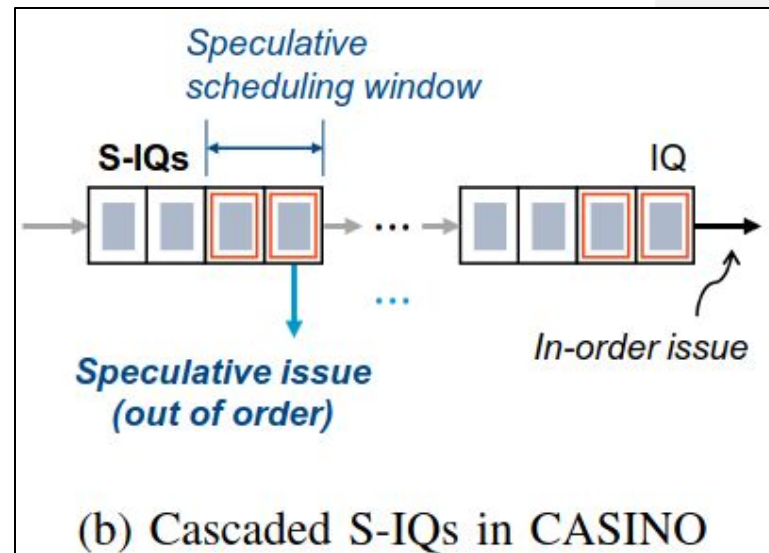 Speculative
scheduling window
S-IQs
IQ
...
...
In-order issue
Speculative issue
(out of order)
(b) Cascaded S-IQs in CASINO